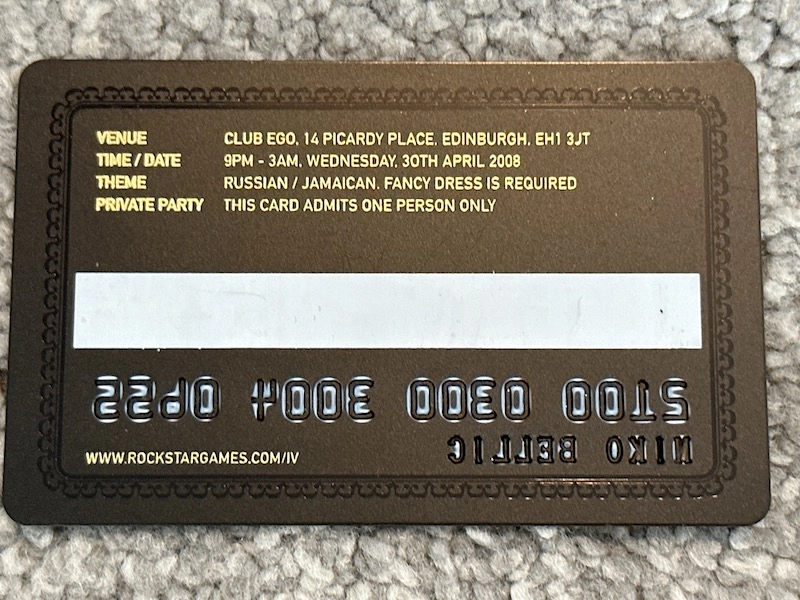 VENUE CLUB EGO, 14 PICARDY PLACE, EDINBURGH, EH1 3JT
TIME / DATE 9PM - 3AM, WEDNESDAY, 30TH APRIL 2008
THEME RUSSIAN / JAMAICAN. FANCY DRESS IS REQUIRED
PRIVATE PARTY THIS CARD ADMITS ONE PERSON ONLY
3004
NIKO BELLIC
WWW.ROCKSTARGAMES.COM/IV